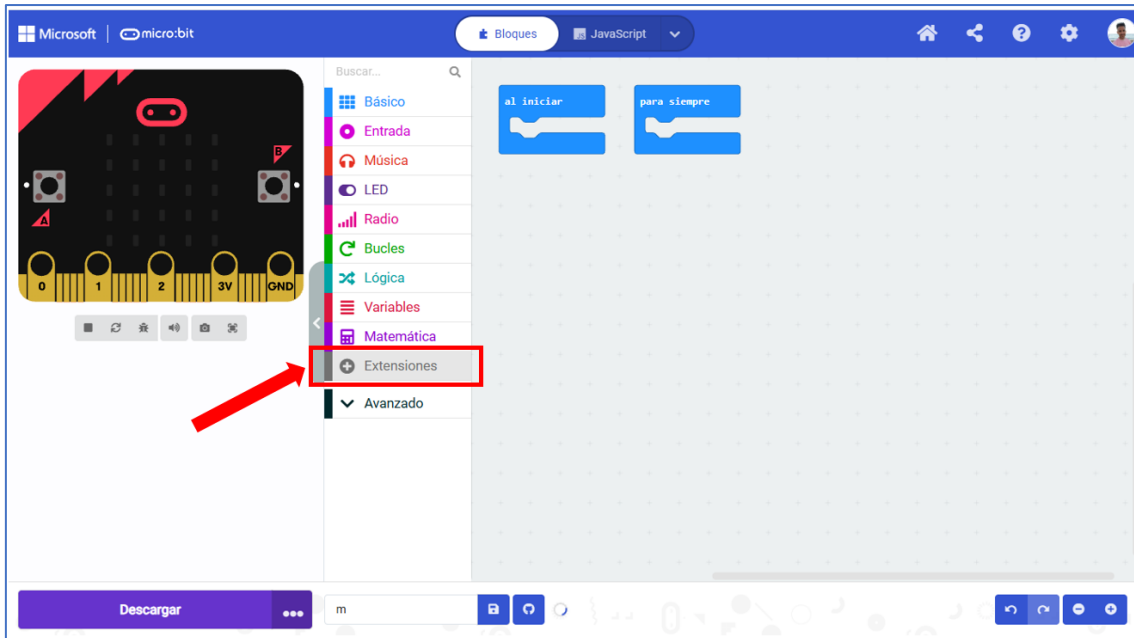 Microsoft micro:bit
Bloques
JavaScript
Buscar...
Básico
Entrada
Música
LED
Radio
Bucles
Lógica
Variables
Matemática
Extensiones
Avanzado
al iniciar
para siempre
B
A
0 1 2 3V GND
Descargar
m